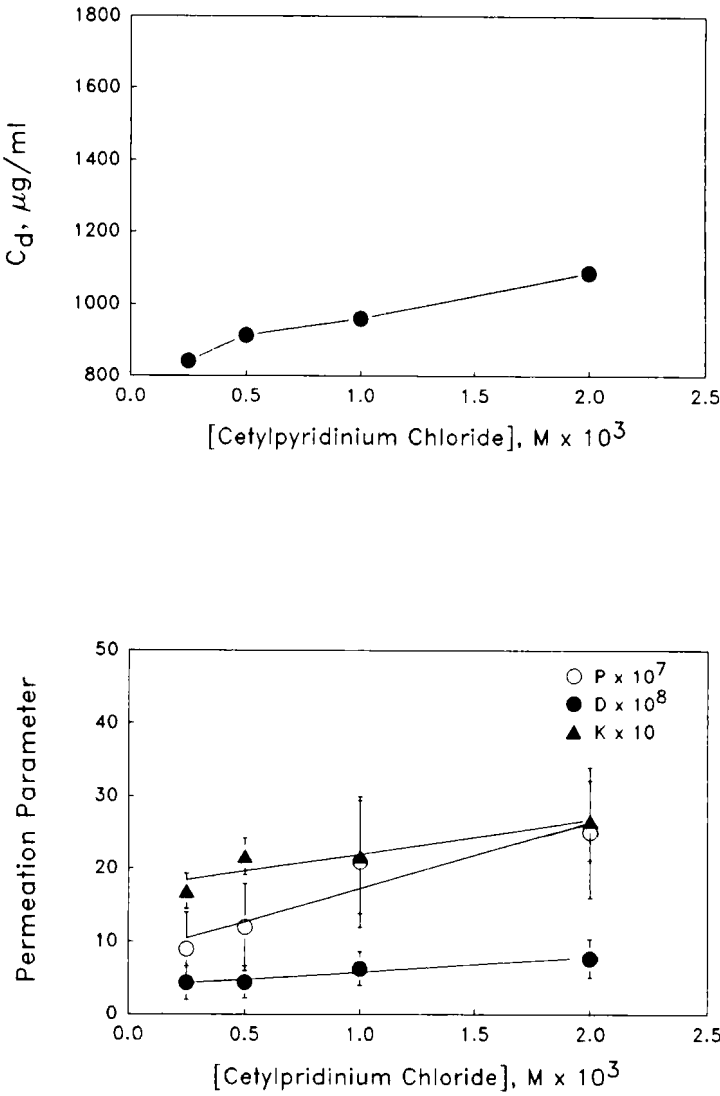 1800
1600
1400
1200
1000
800
C_d, μg/ml
0.0 0.5 1.0 1.5 2.0 2.5
[Cetylpyridinium Chloride], M x 10^3
50
40
30
20
10
0
Permeation Parameter
P x 10^7
D x 10^8
K x 10
0.0 0.5 1.0 1.5 2.0 2.5
[Cetylpridinium Chloride], M x 10^3